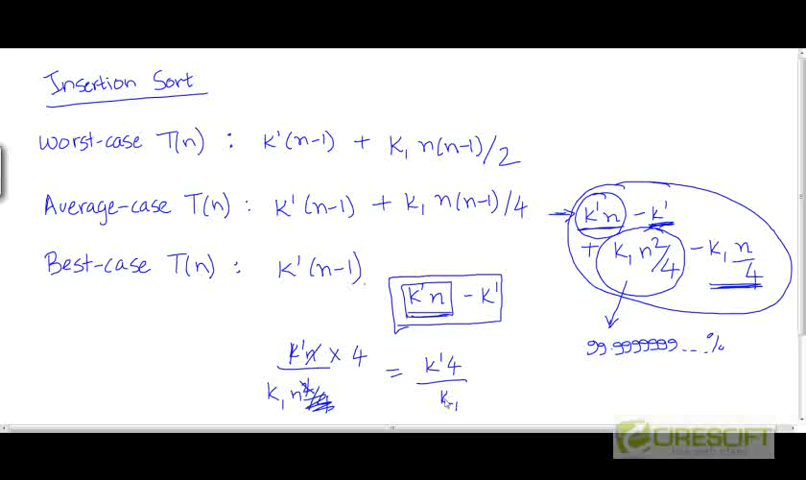 Insertion Sort
Worst-case T(n) : K'(n-1) + K₁ n(n-1)/2
Average-case T(n) : K'(n-1) + K₁ n(n-1)/4
Best-case T(n) : K'(n-1)
K'n - K'
+ K₁ n²/4 - K₁ n/4
99.9999999...%
K'n - K'
K'n × 4 / K₁ n² = K'4 / K₁
CIRESCIFT